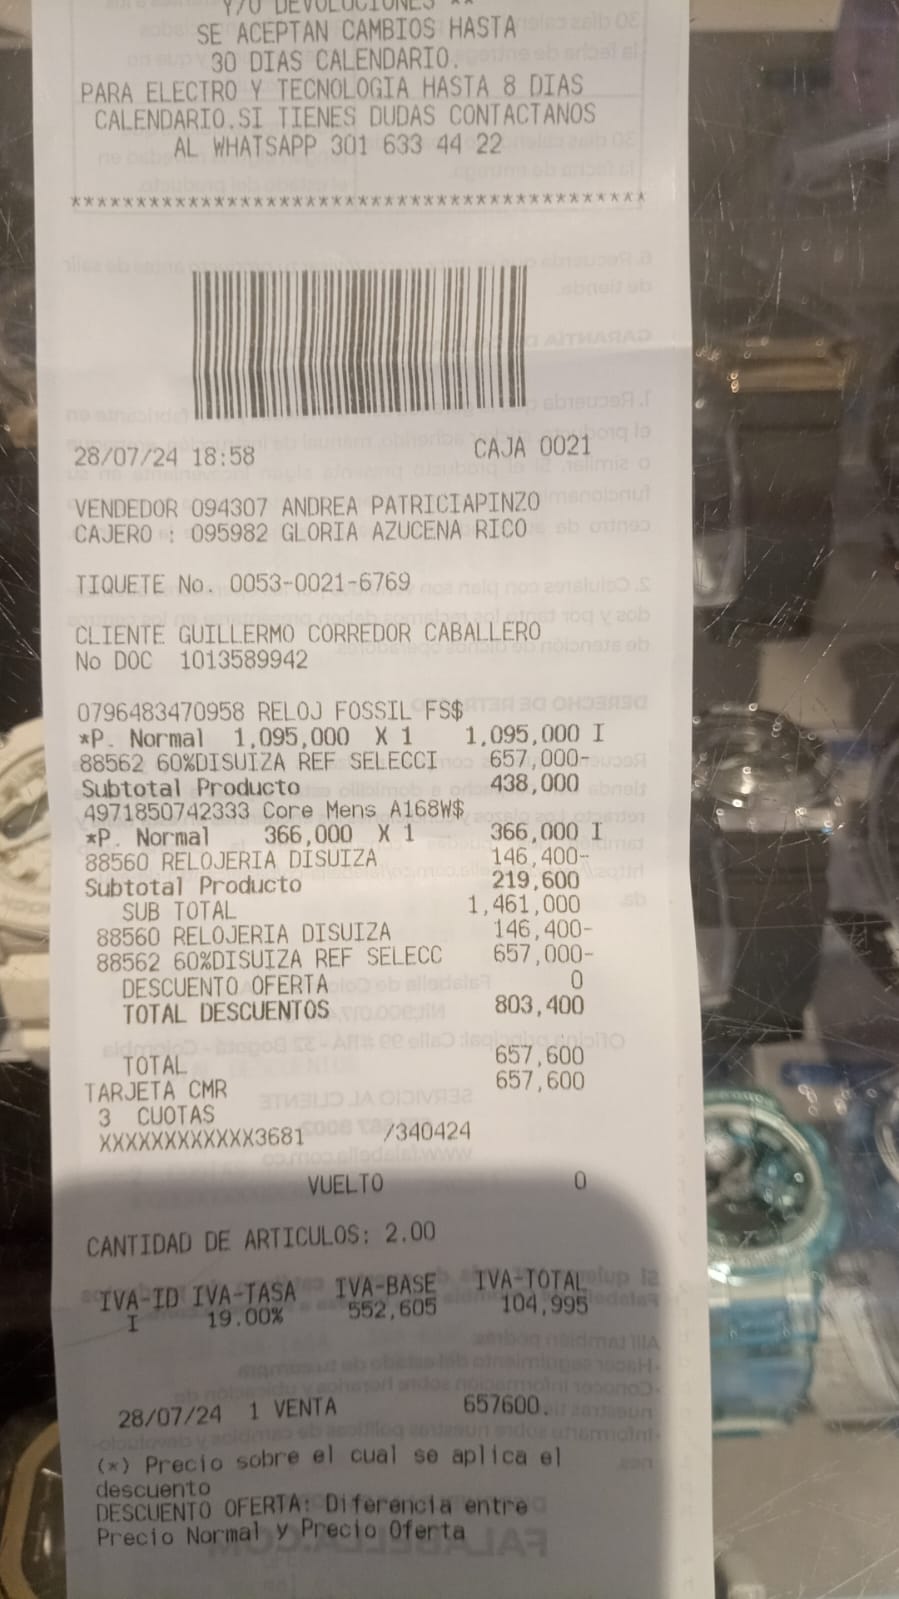 Y/O DEVOLUCIONES **
SE ACEPTAN CAMBIOS HASTA
30 DIAS CALENDARIO.
PARA ELECTRO Y TECNOLOGIA HASTA 8 DIAS
CALENDARIO.SI TIENES DUDAS CONTACTANOS
AL WHATSAPP 301 633 44 22
********************************************
28/07/24 18:58 CAJA 0021
VENDEDOR 094307 ANDREA PATRICIAPINZO
CAJERO : 095982 GLORIA AZUCENA RICO
TIQUETE No. 0053-0021-6769
CLIENTE GUILLERMO CORREDOR CABALLERO
No DOC 1013589942
0796483470958 RELOJ FOSSIL FS$
*P. Normal 1,095,000 X 1 1,095,000 I
88562 60%DISUIZA REF SELECCI 657,000-
Subtotal Producto 438,000
4971850742333 Core Mens A168W$
*P. Normal 366,000 X 1 366,000 I
88560 RELOJERIA DISUIZA 146,400-
Subtotal Producto 219,600
SUB TOTAL 1,461,000
88560 RELOJERIA DISUIZA 146,400-
88562 60%DISUIZA REF SELECC 657,000-
DESCUENTO OFERTA 0
TOTAL DESCUENTOS 803,400
TOTAL 657,600
TARJETA CMR 657,600
3 CUOTAS
XXXXXXXXXXXX3681 /340424
VUELTO 0
CANTIDAD DE ARTICULOS: 2.00
IVA-ID IVA-TASA IVA-BASE IVA-TOTAL
I 19.00% 552,605 104,995
28/07/24 1 VENTA 657600.
(*) Precio sobre el cual se aplica el
descuento
DESCUENTO OFERTA: Diferencia entre
Precio Normal y Precio Oferta